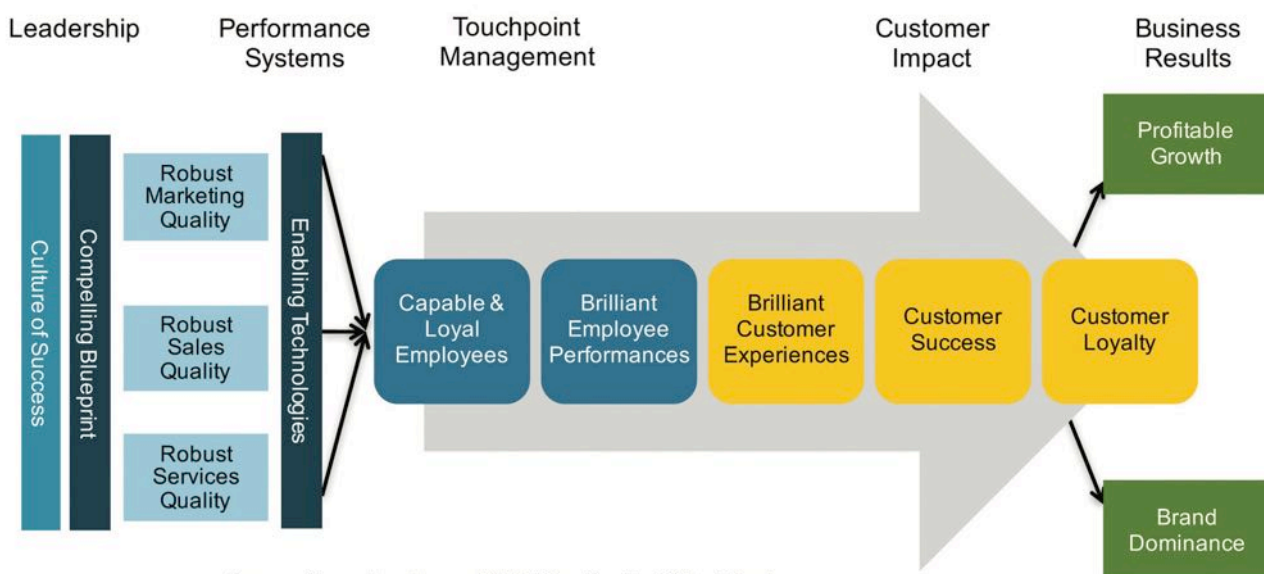 Leadership
Performance
Systems
Touchpoint
Management
Customer
Impact
Business
Results
Culture of Success
Compelling Blueprint
Robust
Marketing
Quality
Robust
Sales
Quality
Robust
Services
Quality
Enabling Technologies
Capable &
Loyal
Employees
Brilliant
Employee
Performances
Brilliant
Customer
Experiences
Customer
Success
Customer
Loyalty
Profitable
Growth
Brand
Dominance